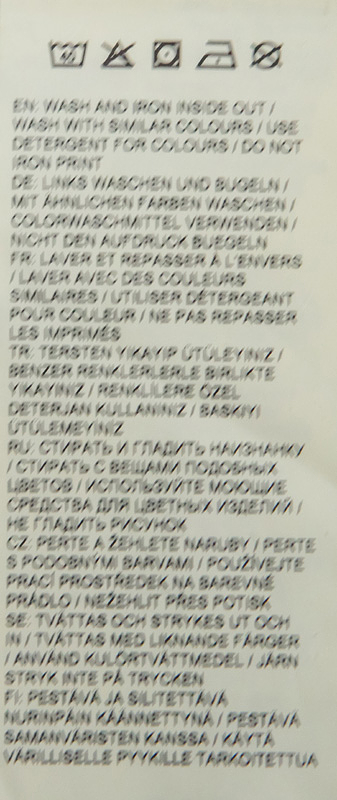 EN: WASH AND IRON INSIDE OUT /
WASH WITH SIMILAR COLOURS / USE
DETERGENT FOR COLOURS / DO NOT
IRON PRINT
DE: LINKS WASCHEN UND BÜGELN /
MIT ÄHNLICHEN FARBEN WASCHEN /
COLORWASCHMITTEL VERWENDEN /
NICHT DEN AUFDRUCK BUEGELN
FR: LAVER ET REPASSER À L'ENVERS
/ LAVER AVEC DES COULEURS
SIMILAIRES / UTILISER DÉTERGEANT
POUR COULEUR / NE PAS REPASSER
LES IMPRIMÉS
TR: TERSTEN YIKAYIP ÜTÜLEYINIZ /
BENZER RENKLERLERLE BIRLIKTE
YIKAYINIZ / RENKLILERE ÖZEL
DETERJAN KULLANINIZ / BASKIYI
ÜTÜLEMEYINIZ
RU: СТИРАТЬ И ГЛАДИТЬ НАИЗНАНКУ
/ СТИРАТЬ С ВЕЩАМИ ПОДОБНЫХ
ЦВЕТОВ / ИСПОЛЬЗУЙТЕ МОЮЩИЕ
СРЕДСТВА ДЛЯ ЦВЕТНЫХ ИЗДЕЛИЙ /
НЕ ГЛАДИТЬ РИСУНОК
CZ: PERTE A ŽEHLETE NARUBY / PERTE
S PODOBNÝMI BARVAMI / POUŽÍVEJTE
PRACÍ PROSTŘEDEK NA BAREVNÉ
PRÁDLO / NEŽEHLIT PŘES POTISK
SE: TVÄTTAS OCH STRYKES UT OCH
IN / TVÄTTAS MED LIKNANDE FÄRGER
/ ANVÄND KULÖRTVÄTTMEDEL / JÄRN
STRYK INTE PÅ TRYCKEN
FI: PESTÄVÄ JA SILITETTÄVÄ
NURINPÄIN KÄÄNNETTYNÄ / PESTÄVÄ
SAMANVÄRISTEN KANSSA / KÄYTÄ
VÄRILLISELLE PYYKILLE TARKOITETTUA